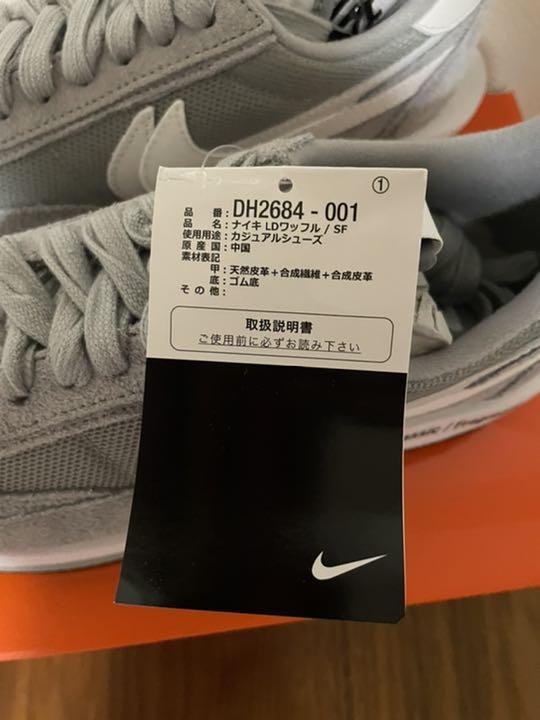 ①
品番:DH2684-001
品名:ナイキ LDワッフル / SF
使用用途:カジュアルシューズ
原産国:中国
素材表記
甲:天然皮革+合成繊維+合成皮革
底:ゴム底
その他:
取扱説明書
ご使用前に必ずお読み下さい